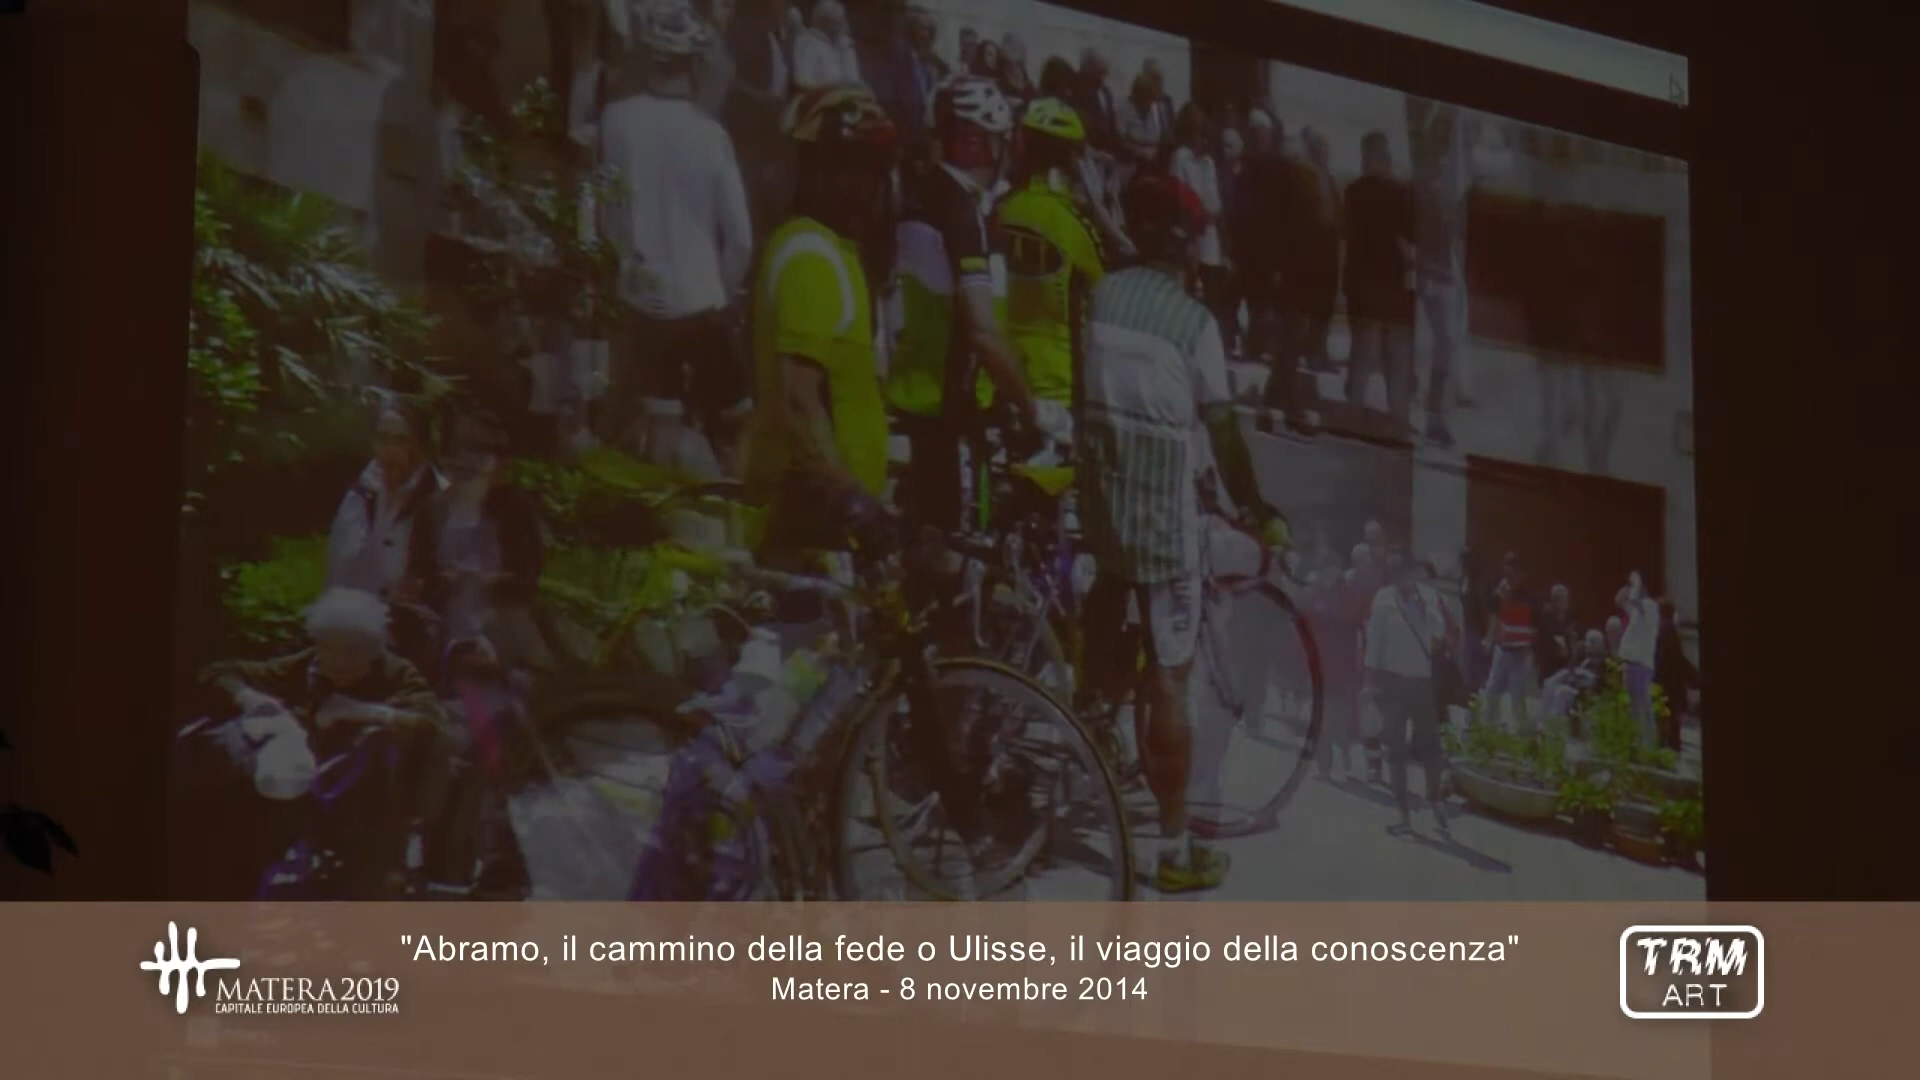 "Abramo, il cammino della fede o Ulisse, il viaggio della conoscenza"
Matera - 8 novembre 2014
MATERA 2019
CAPITALE EUROPEA DELLA CULTURA
TRM
ART